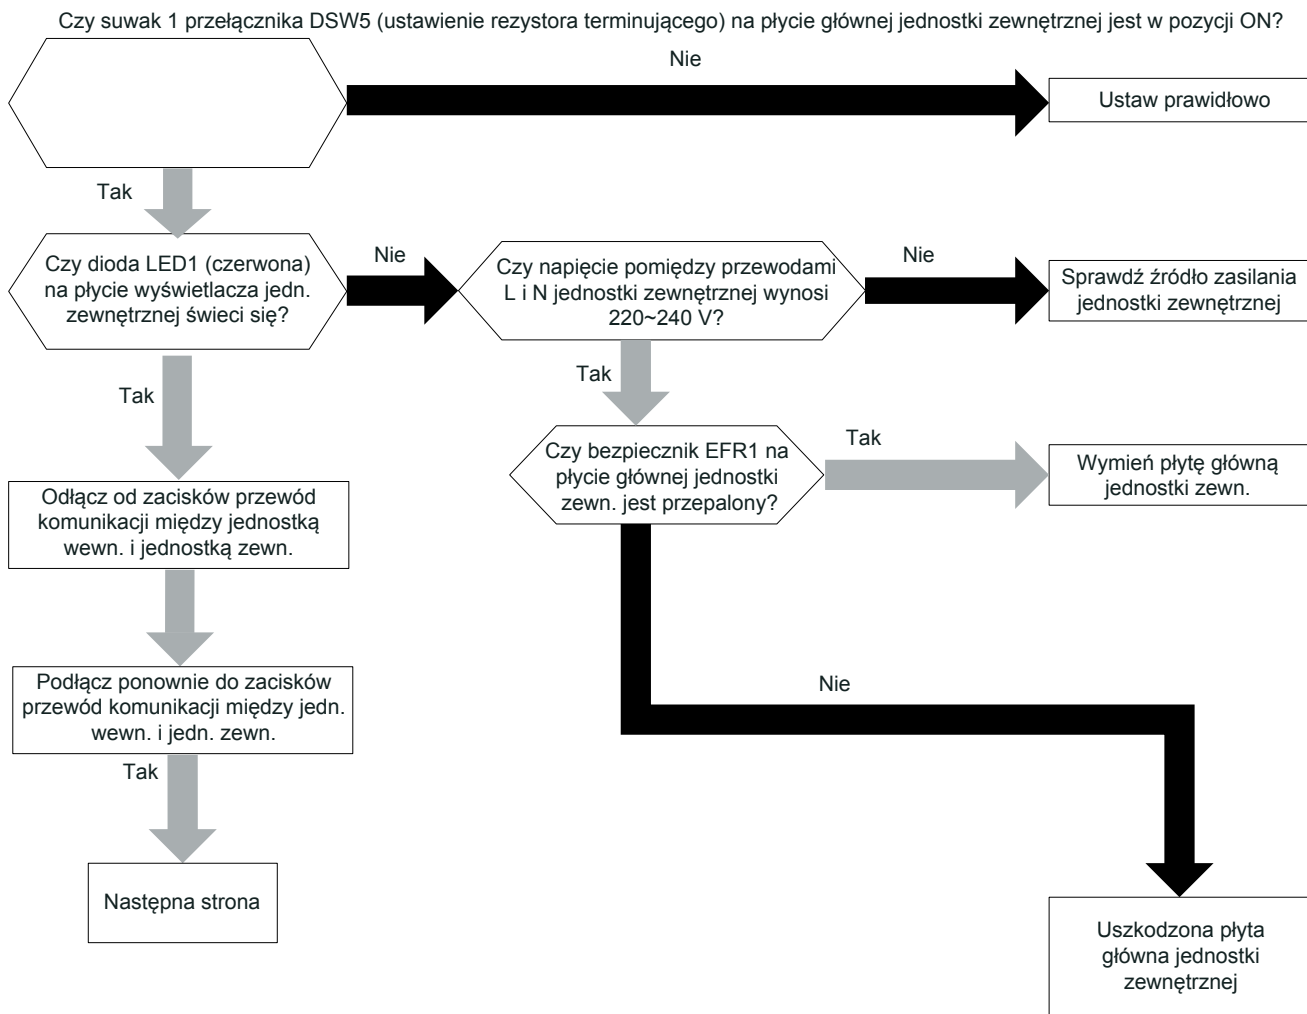 Czy suwak 1 przełącznika DSW5 (ustawienie rezystora terminującego) na płycie głównej jednostki zewnętrznej jest w pozycji ON?
Nie
Ustaw prawidłowo
Tak
Czy dioda LED1 (czerwona)
na płycie wyświetlacza jedn.
zewnętrznej świeci się?
Nie
Czy napięcie pomiędzy przewodami
L i N jednostki zewnętrznej wynosi
220~240 V?
Nie
Sprawdź źródło zasilania
jednostki zewnętrznej
Tak
Tak
Czy bezpiecznik EFR1 na
płycie głównej jednostki
zewn. jest przepalony?
Tak
Wymień płytę główną
jednostki zewn.
Odłącz od zacisków przewód
komunikacji między jednostką
wewn. i jednostką zewn.
Podłącz ponownie do zacisków
przewód komunikacji między jedn.
wewn. i jedn. zewn.
Nie
Tak
Następna strona
Uszkodzona płyta
główna jednostki
zewnętrznej